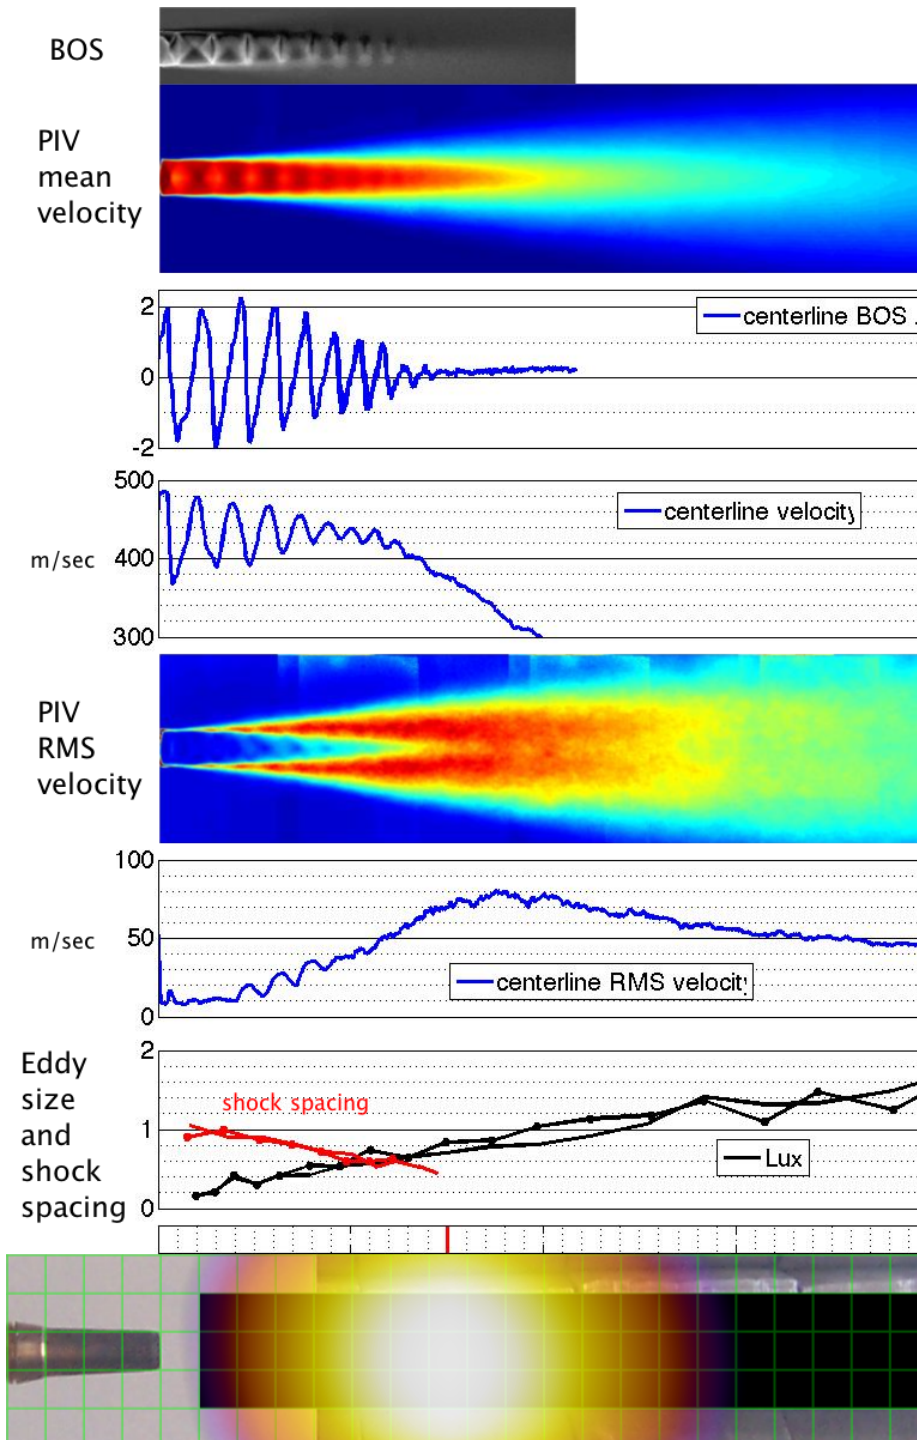 BOS
PIV
mean
velocity
2
0
-2
centerline BOS
500
400
300
m/sec
centerline velocity
PIV
RMS
velocity
100
50
0
m/sec
centerline RMS velocity
Eddy
size
and
shock
spacing
2
1
0
shock spacing
Lux